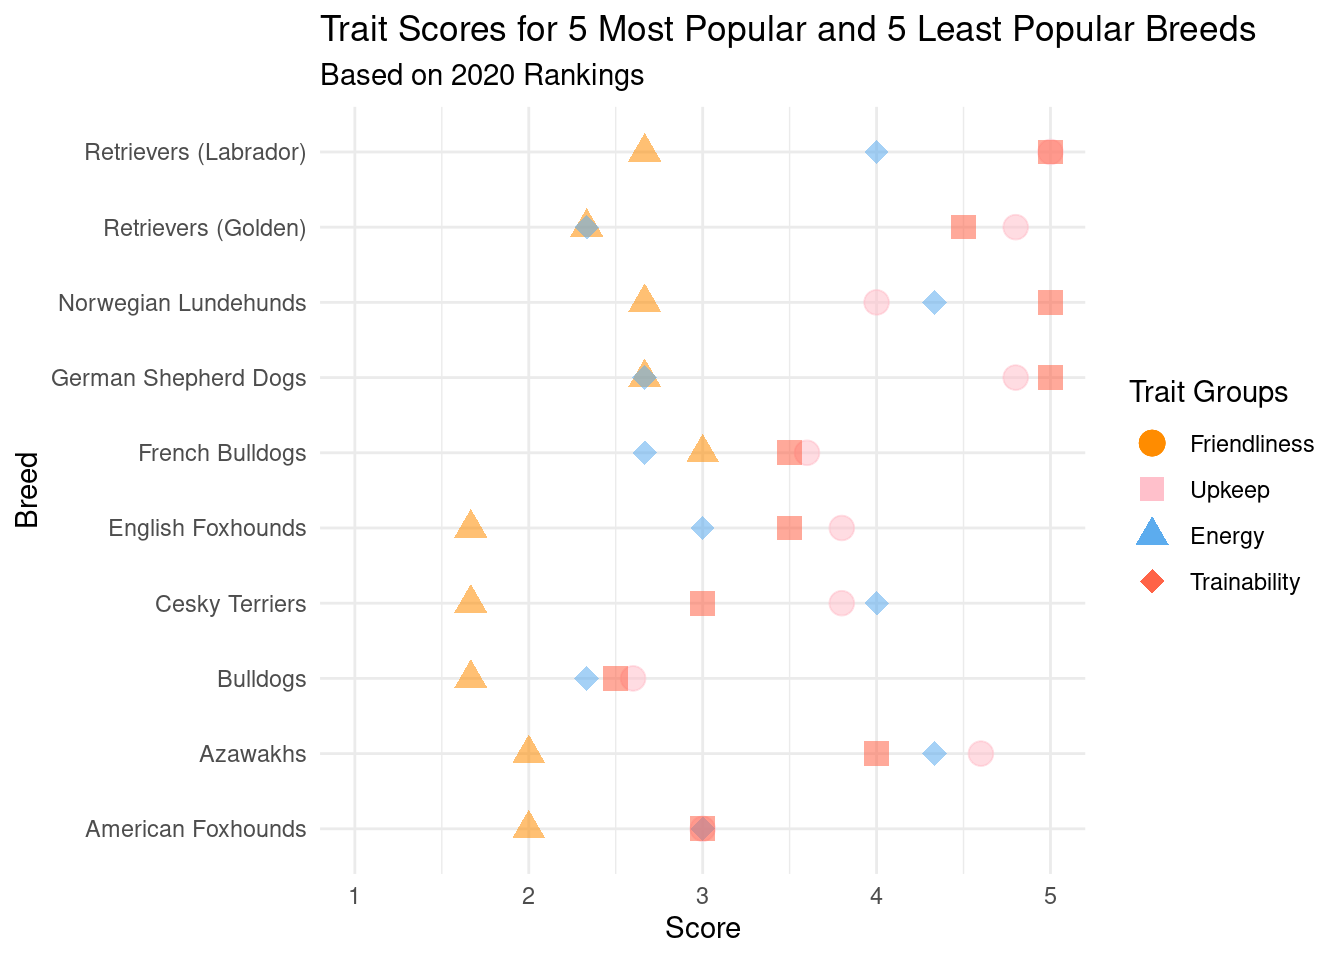 Trait Scores for 5 Most Popular and 5 Least Popular Breeds
Based on 2020 Rankings
Retrievers (Labrador)
Retrievers (Golden)
Norwegian Lundehunds
German Shepherd Dogs
French Bulldogs
English Foxhounds
Cesky Terriers
Bulldogs
Azawakhs
American Foxhounds
Breed
1 2 3 4 5
Score
Trait Groups
Friendliness
Upkeep
Energy
Trainability